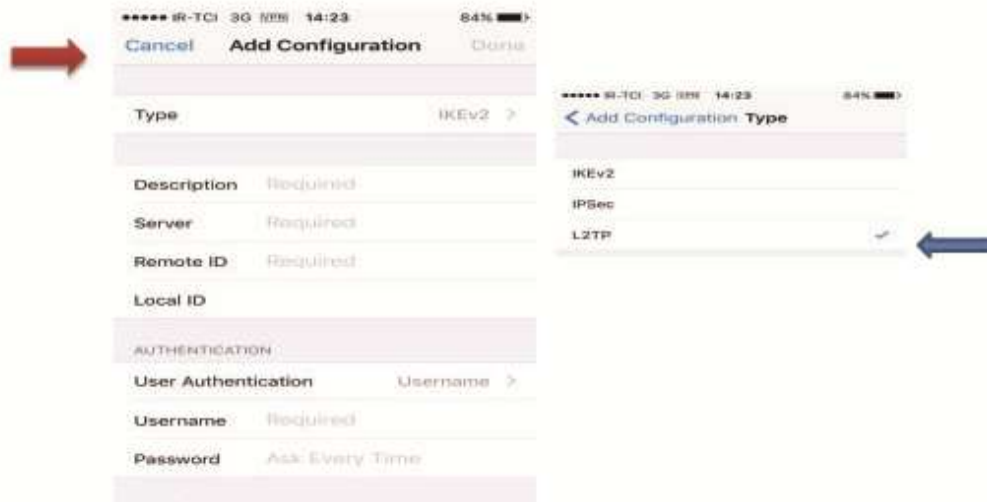 IR-TCI 3G VPN 14:23 84%
Cancel Add Configuration Done
Type IKEv2
Description Required
Server Required
Remote ID Required
Local ID
AUTHENTICATION
User Authentication Username
Username Required
Password Ask Every Time
IR-TCI 3G VPN 14:23 84%
Add Configuration Type
IKEv2
IPSec
L2TP